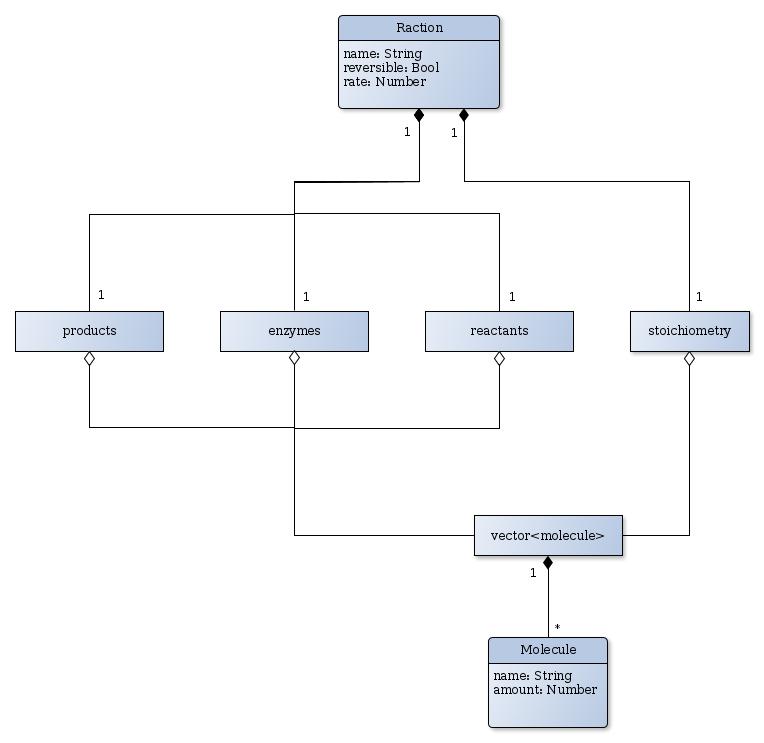 Raction
name: String
reversible: Bool
rate: Number
1
1
1
1
1
1
products
enzymes
reactants
stoichiometry
vector<molecule>
1
*
Molecule
name: String
amount: Number